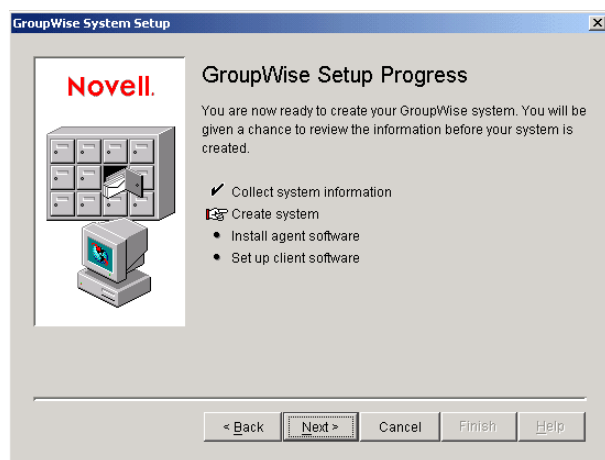 GroupWise System Setup
Novell.
GroupWise Setup Progress
You are now ready to create your GroupWise system. You will be
given a chance to review the information before your system is
created.
Collect system information
Create system
Install agent software
Set up client software
< Back
Next >
Cancel
Finish
Help